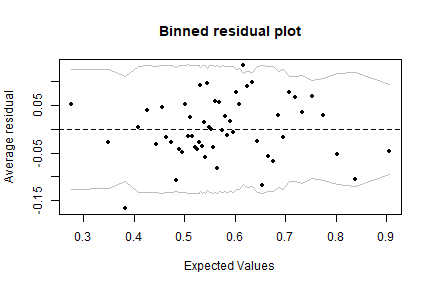 Binned residual plot
Average residual
0.05
-0.05
-0.15
0.3 0.4 0.5 0.6 0.7 0.8 0.9
Expected Values